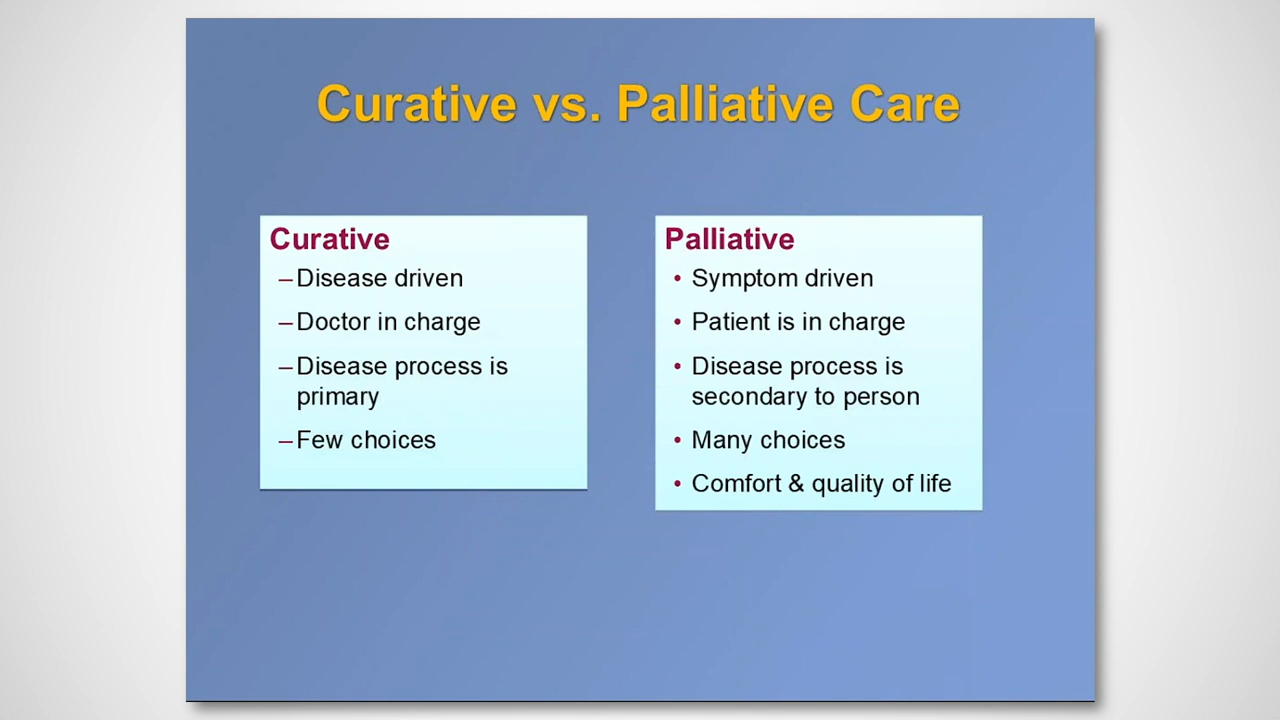 Curative vs. Palliative Care
Curative
–Disease driven
–Doctor in charge
–Disease process is
primary
–Few choices
Palliative
• Symptom driven
• Patient is in charge
• Disease process is
secondary to person
• Many choices
• Comfort & quality of life